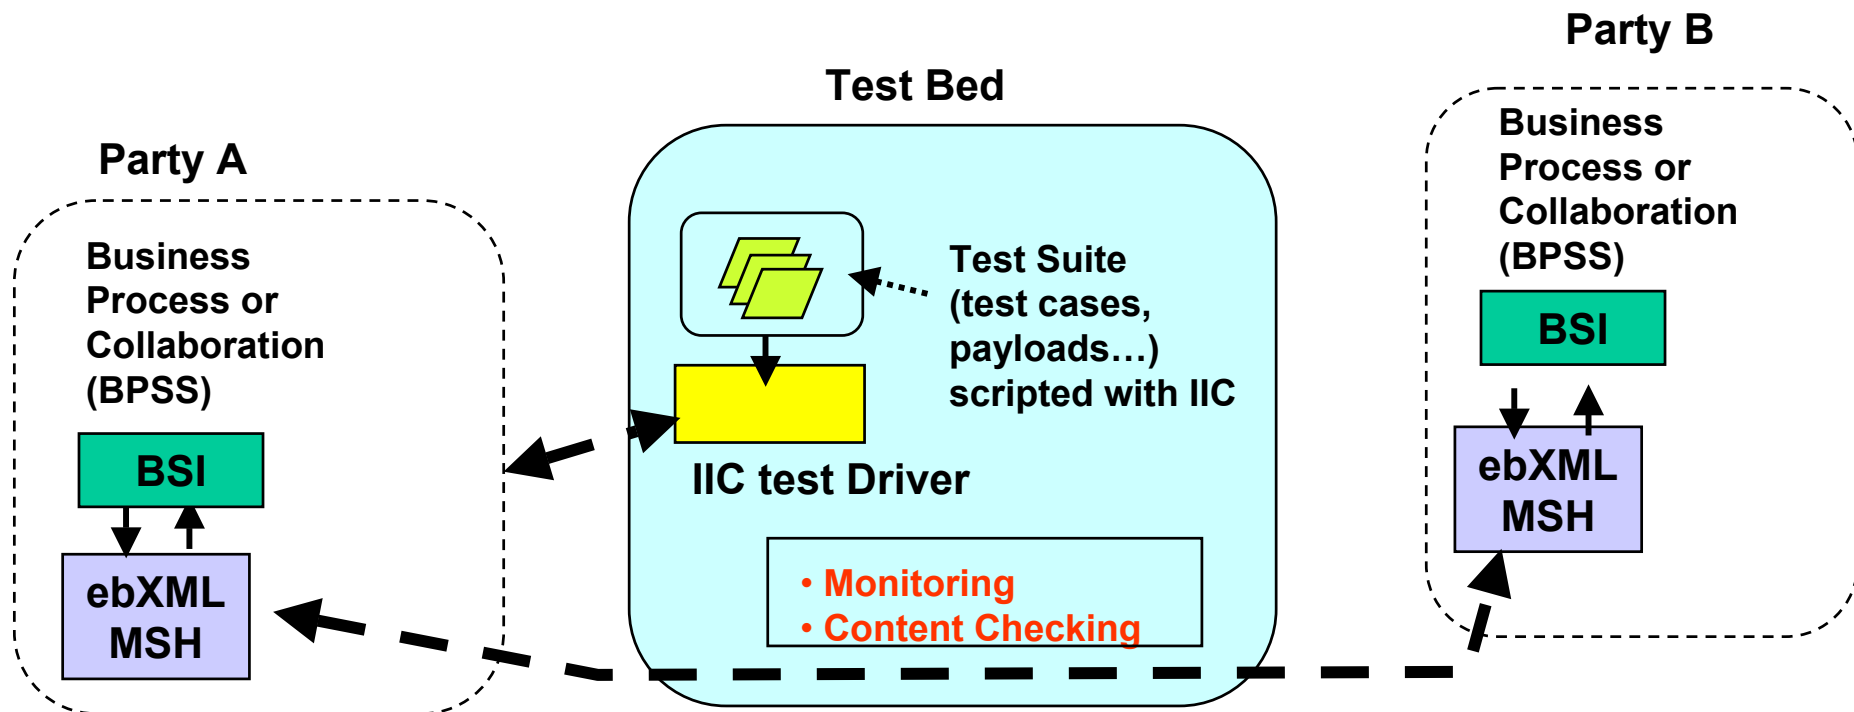 Party A
Business
Process or
Collaboration
(BPSS)
BSI
ebXML
MSH
Test Bed
Test Suite
(test cases,
payloads…)
scripted with IIC
IIC test Driver
• Monitoring
• Content Checking
Party B
Business
Process or
Collaboration
(BPSS)
BSI
ebXML
MSH